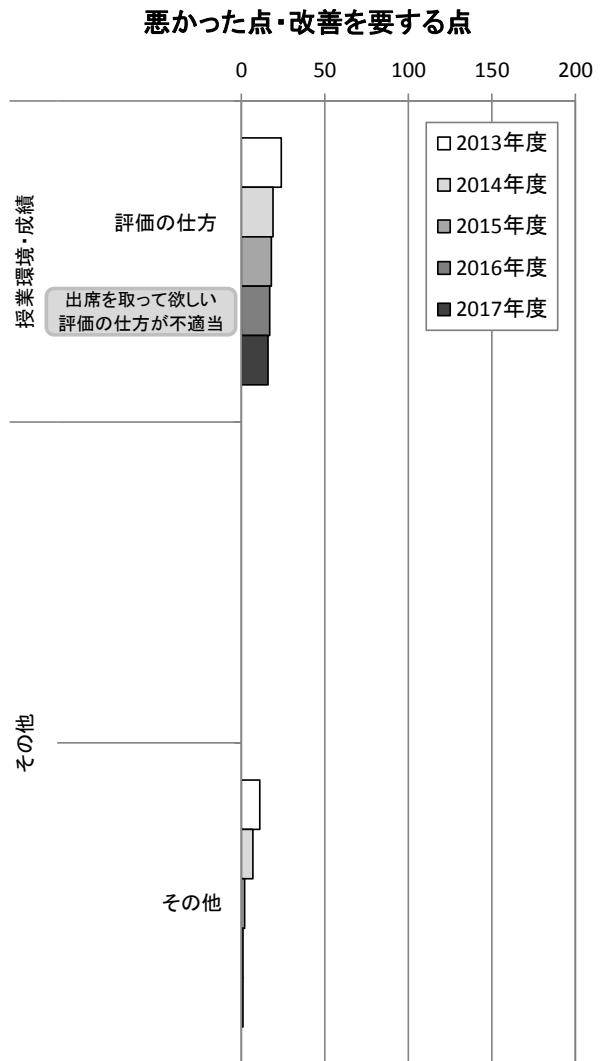 悪かった点・改善を要する点
0 50 100 150 200
2013年度
2014年度
2015年度
2016年度
2017年度
授業環境・成績
評価の仕方
出席を取って欲しい
評価の仕方が不適当
その他
その他